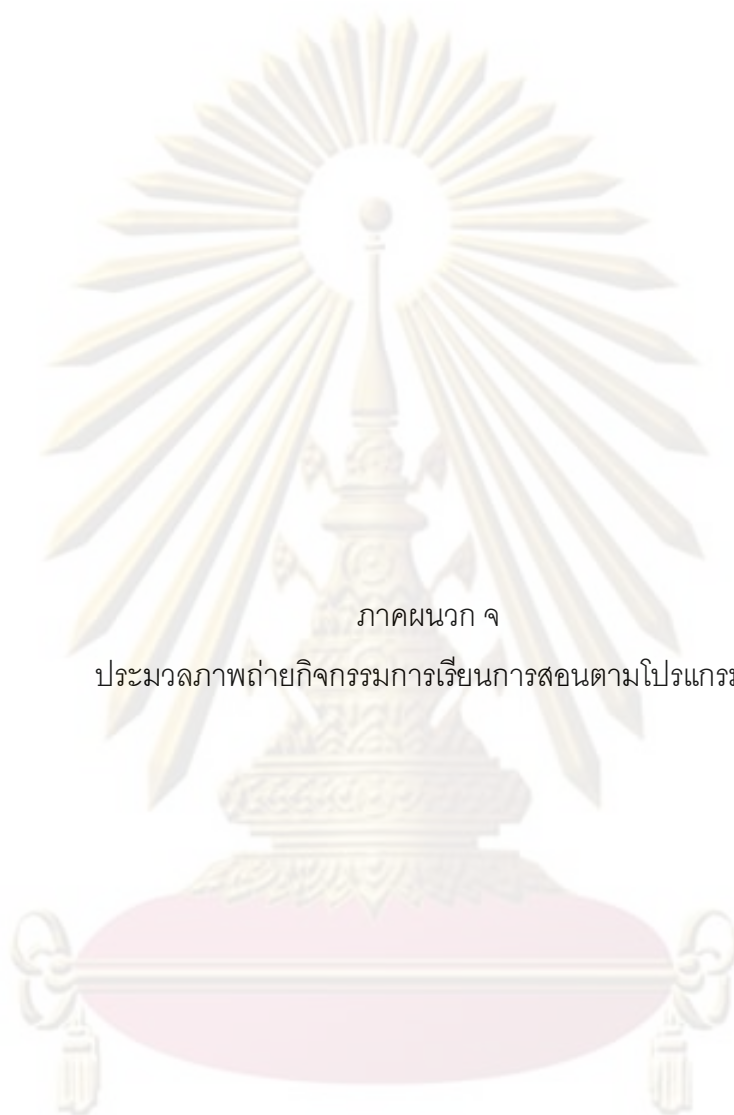 ภาคผนวก จ
ประมวลภาพถ่ายกิจกรรมการเรียนการสอนตามโปรแกรม